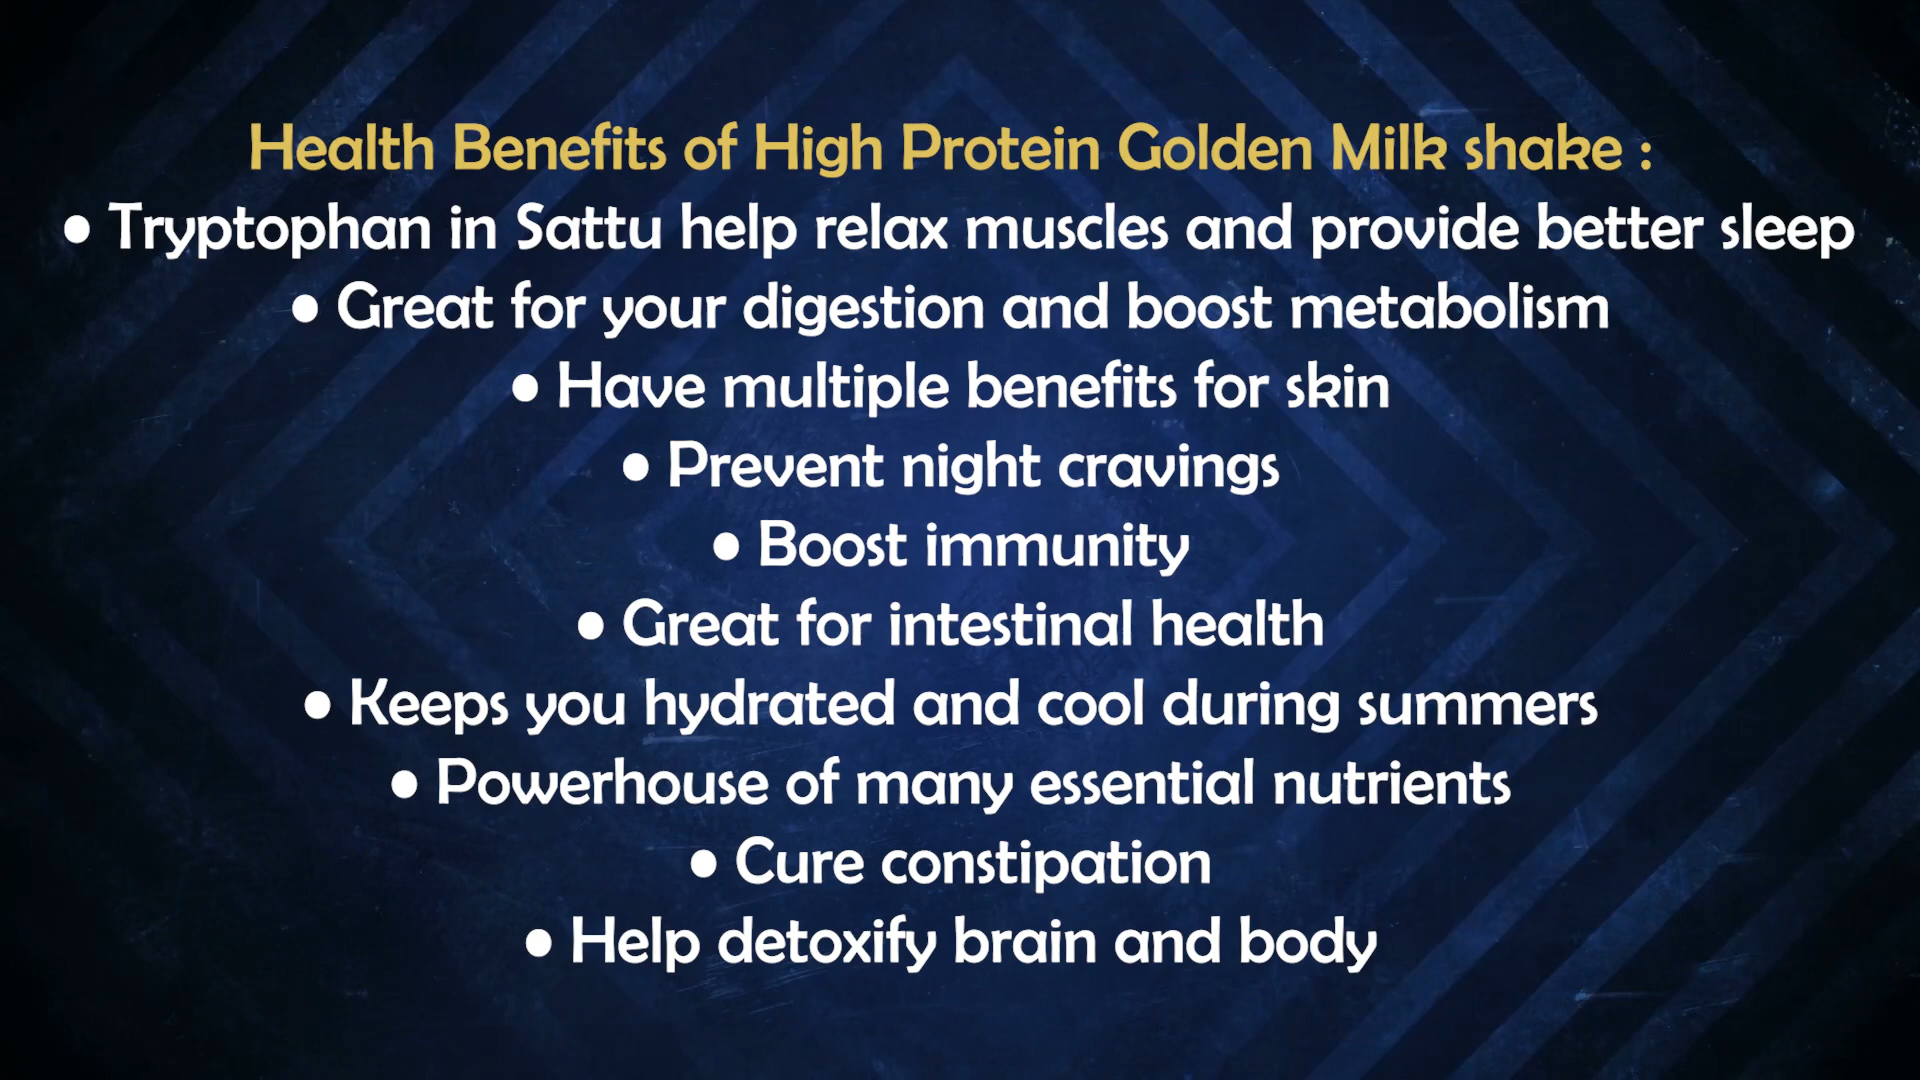 Health Benefits of High Protein Golden Milk shake :
● Tryptophan in Sattu help relax muscles and provide better sleep
● Great for your digestion and boost metabolism
● Have multiple benefits for skin
● Prevent night cravings
● Boost immunity
● Great for intestinal health
● Keeps you hydrated and cool during summers
● Powerhouse of many essential nutrients
● Cure constipation
● Help detoxify brain and body